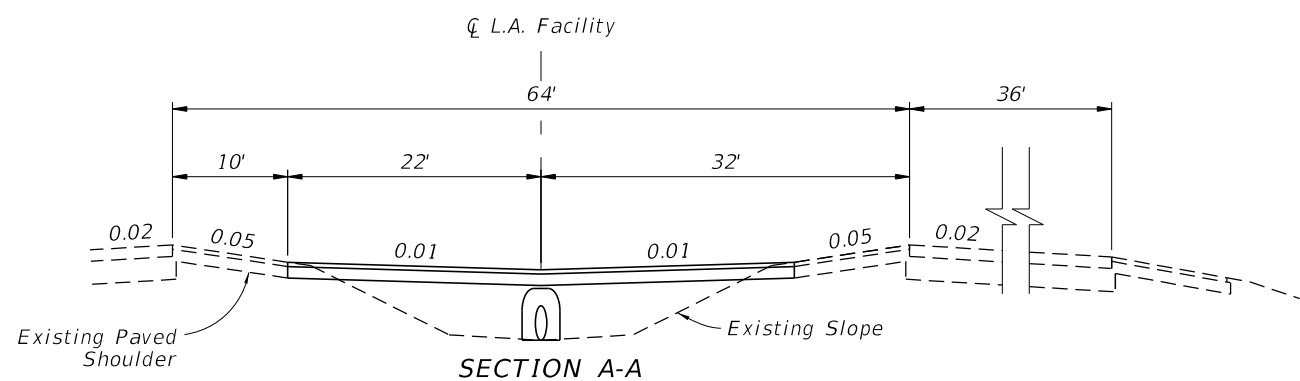 ℄ L.A. Facility
64'
36'
10'
22'
32'
0.02
0.05
0.01
0.01
0.05
0.02
Existing Paved
Shoulder
Existing Slope
SECTION A-A